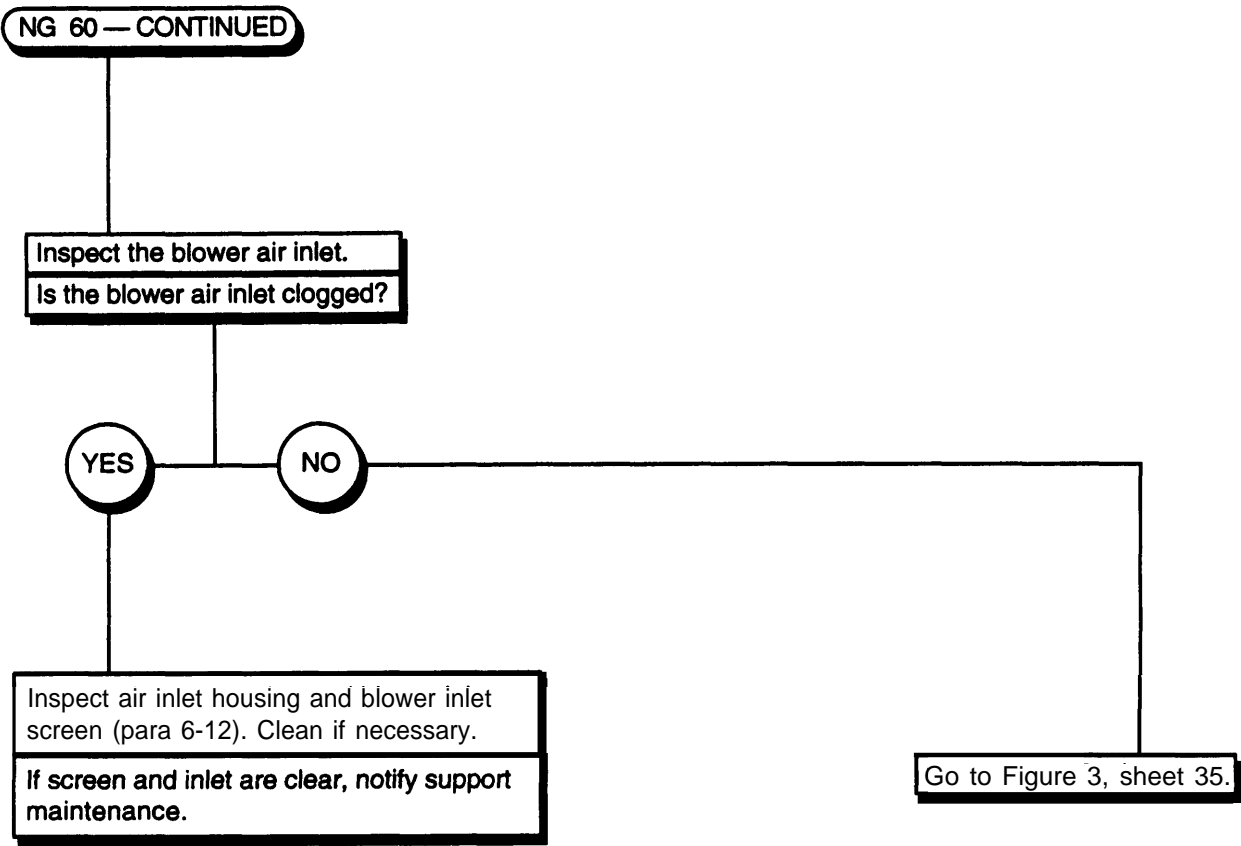 NG 60 — CONTINUED
Inspect the blower air inlet.
Is the blower air inlet clogged?
YES
NO
Inspect air inlet housing and blower inlet
screen (para 6-12). Clean if necessary.
If screen and inlet are clear, notify support
maintenance.
Go to Figure 3, sheet 35.